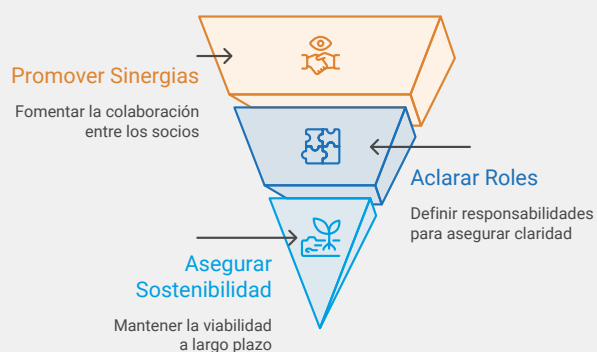 Promover Sinergias
Fomentar la colaboración
entre los socios
Aclarar Roles
Definir responsabilidades
para asegurar claridad
Asegurar
Sostenibilidad
Mantener la viabilidad
a largo plazo